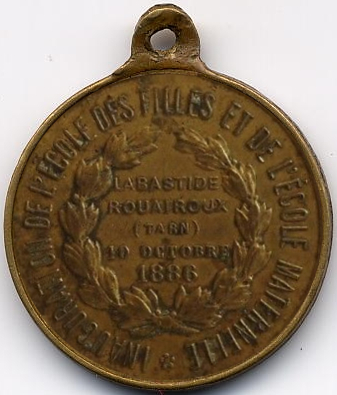 INAUGURATION DE L'ÉCOLE DES FILLES ET DE L'ÉCOLE MATERNELLE
LABASTIDE
ROUAIROUX
(TARN)
10 OCTOBRE
1886